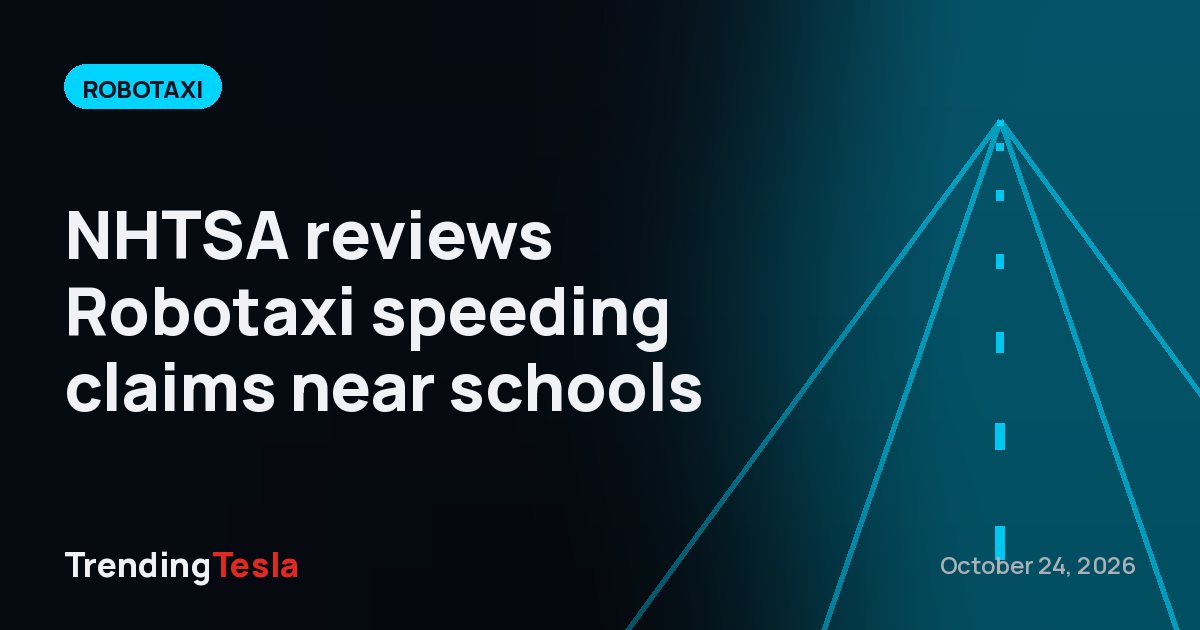 ROBOTAXI
NHTSA reviews
Robotaxi speeding
claims near schools
TrendingTesla
October 24, 2026